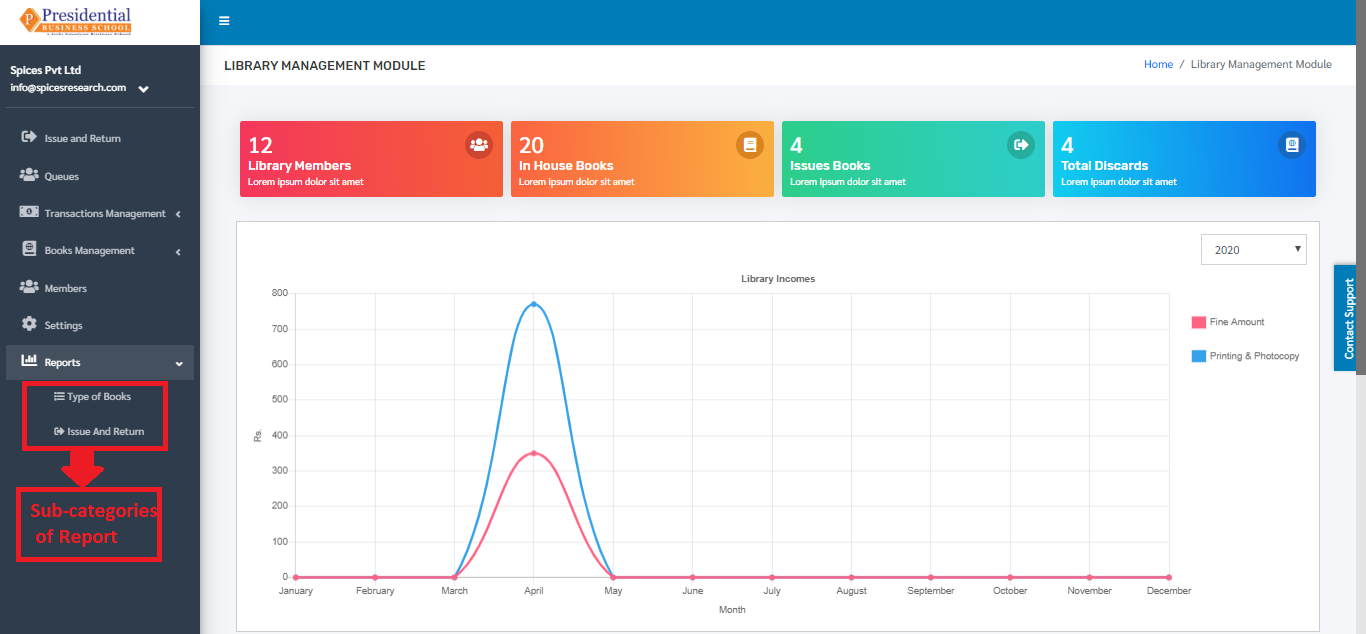 Presidential
BUSINESS SCHOOL
Spices Pvt Ltd
info@spicesresearch.com
Issue and Return
Queues
Transactions Management
Books Management
Members
Settings
Reports
Type of Books
Issue And Return
Sub-categories
of Report
LIBRARY MANAGEMENT MODULE
Home / Library Management Module
12
Library Members
Lorem ipsum dolor sit amet
20
In House Books
Lorem ipsum dolor sit amet
4
Issues Books
Lorem ipsum dolor sit amet
4
Total Discards
Lorem ipsum dolor sit amet
2020
Library Incomes
800
700
600
500
400
300
200
100
0
Rs.
January February March April May June July August September October November December
Month
Fine Amount
Printing & Photocopy
Contact Support